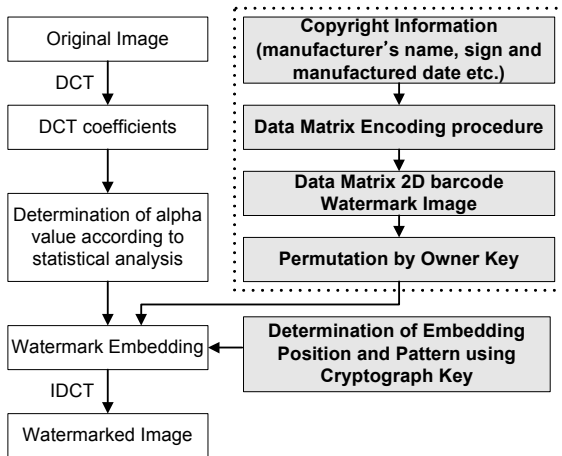 Original Image
DCT
DCT coefficients
Determination of alpha
value according to
statistical analysis
Watermark Embedding
IDCT
Watermarked Image
Copyright Information
(manufacturer's name, sign and
manufactured date etc.)
Data Matrix Encoding procedure
Data Matrix 2D barcode
Watermark Image
Permutation by Owner Key
Determination of Embedding
Position and Pattern using
Cryptograph Key